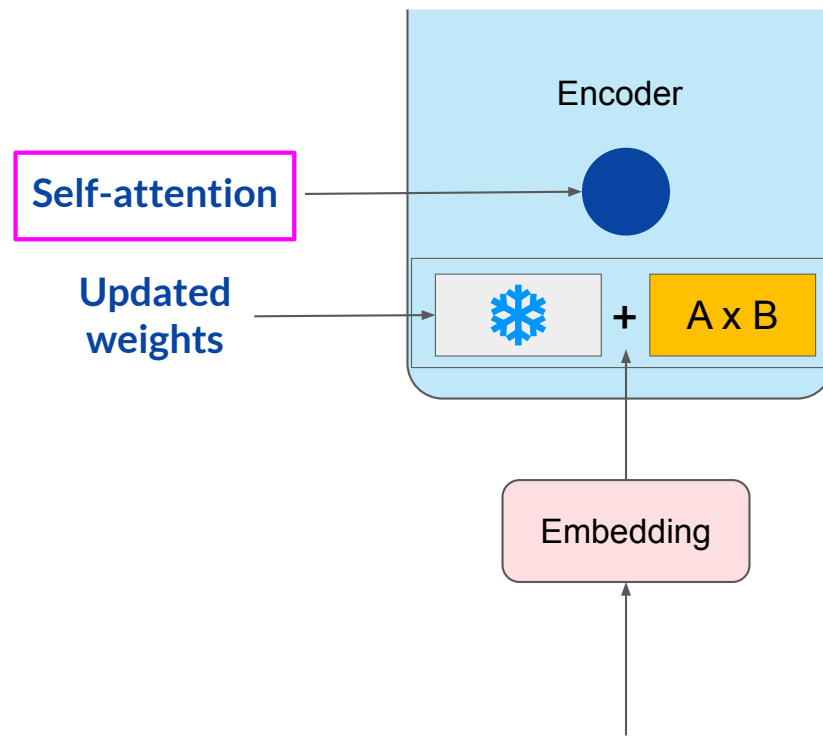 Encoder
Self-attention
Updated
weights
+
A x B
Embedding